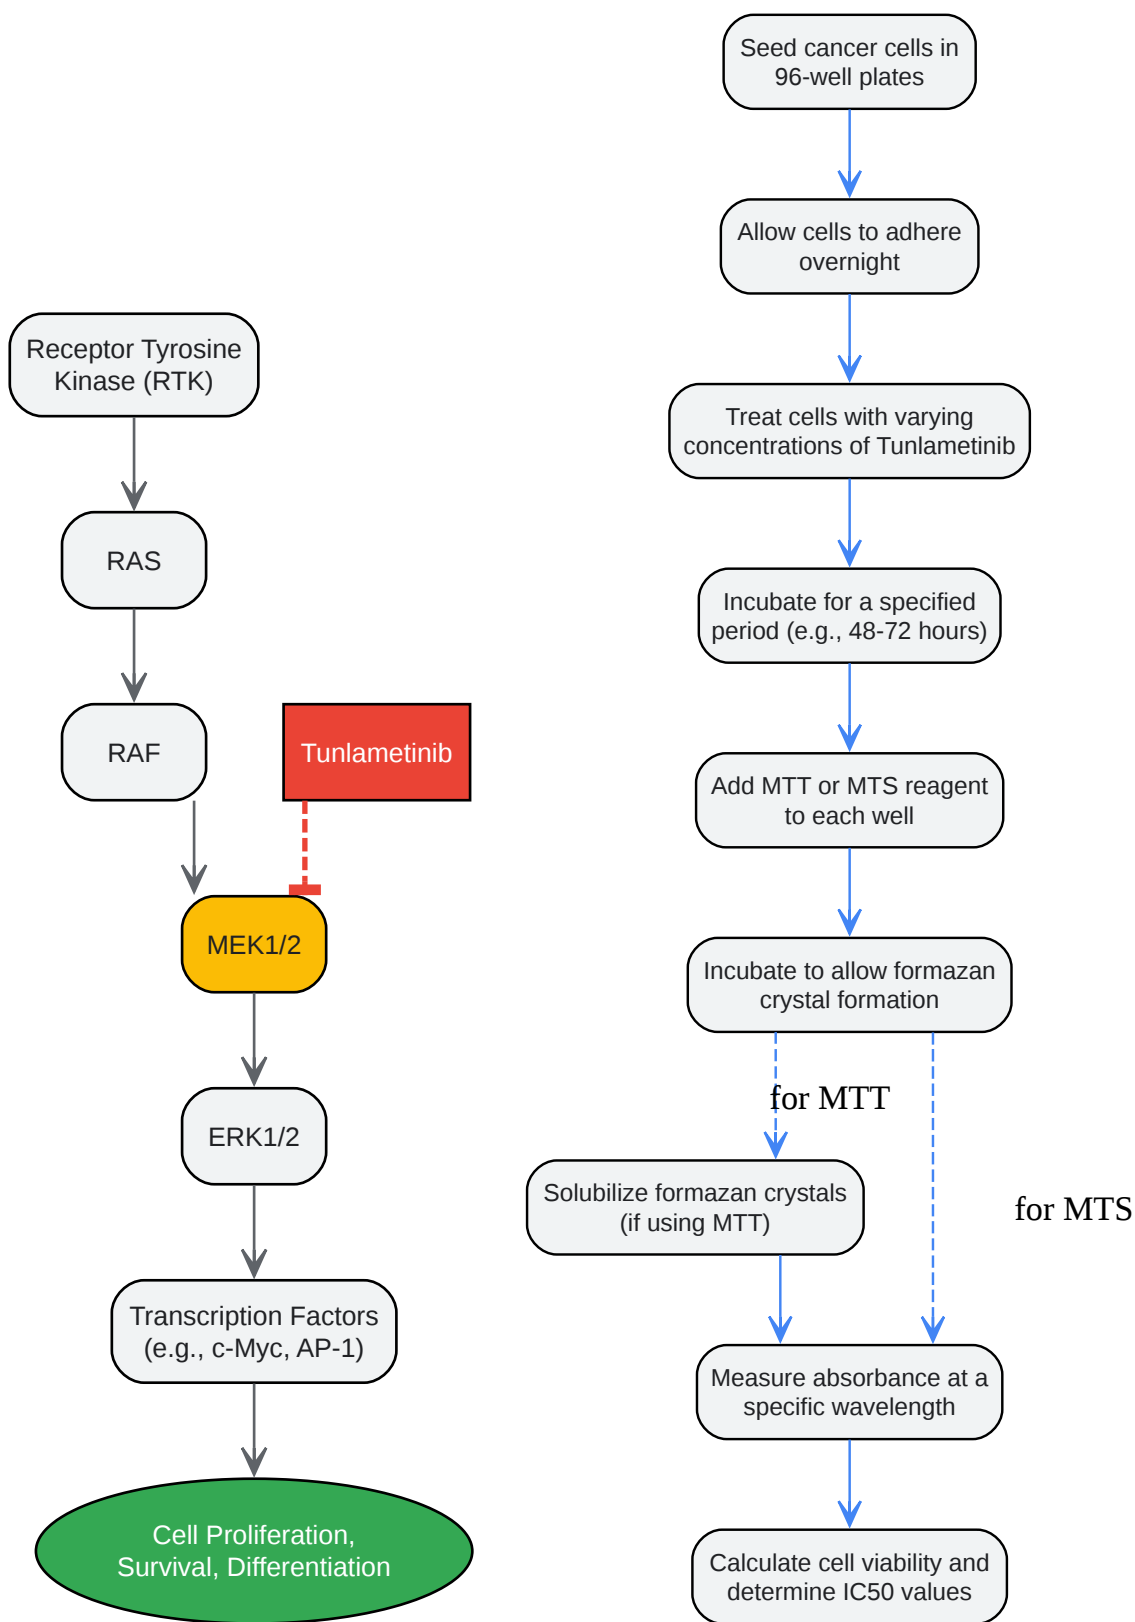 Receptor Tyrosine
Kinase (RTK)
RAS
RAF
Tunlametinib
MEK1/2
ERK1/2
Transcription Factors
(e.g., c-Myc, AP-1)
Cell Proliferation,
Survival, Differentiation
Seed cancer cells in
96-well plates
Allow cells to adhere
overnight
Treat cells with varying
concentrations of Tunlametinib
Incubate for a specified
period (e.g., 48-72 hours)
Add MTT or MTS reagent
to each well
Incubate to allow formazan
crystal formation
for MTT
Solubilize formazan crystals
(if using MTT)
for MTS
Measure absorbance at a
specific wavelength
Calculate cell viability and
determine IC50 values